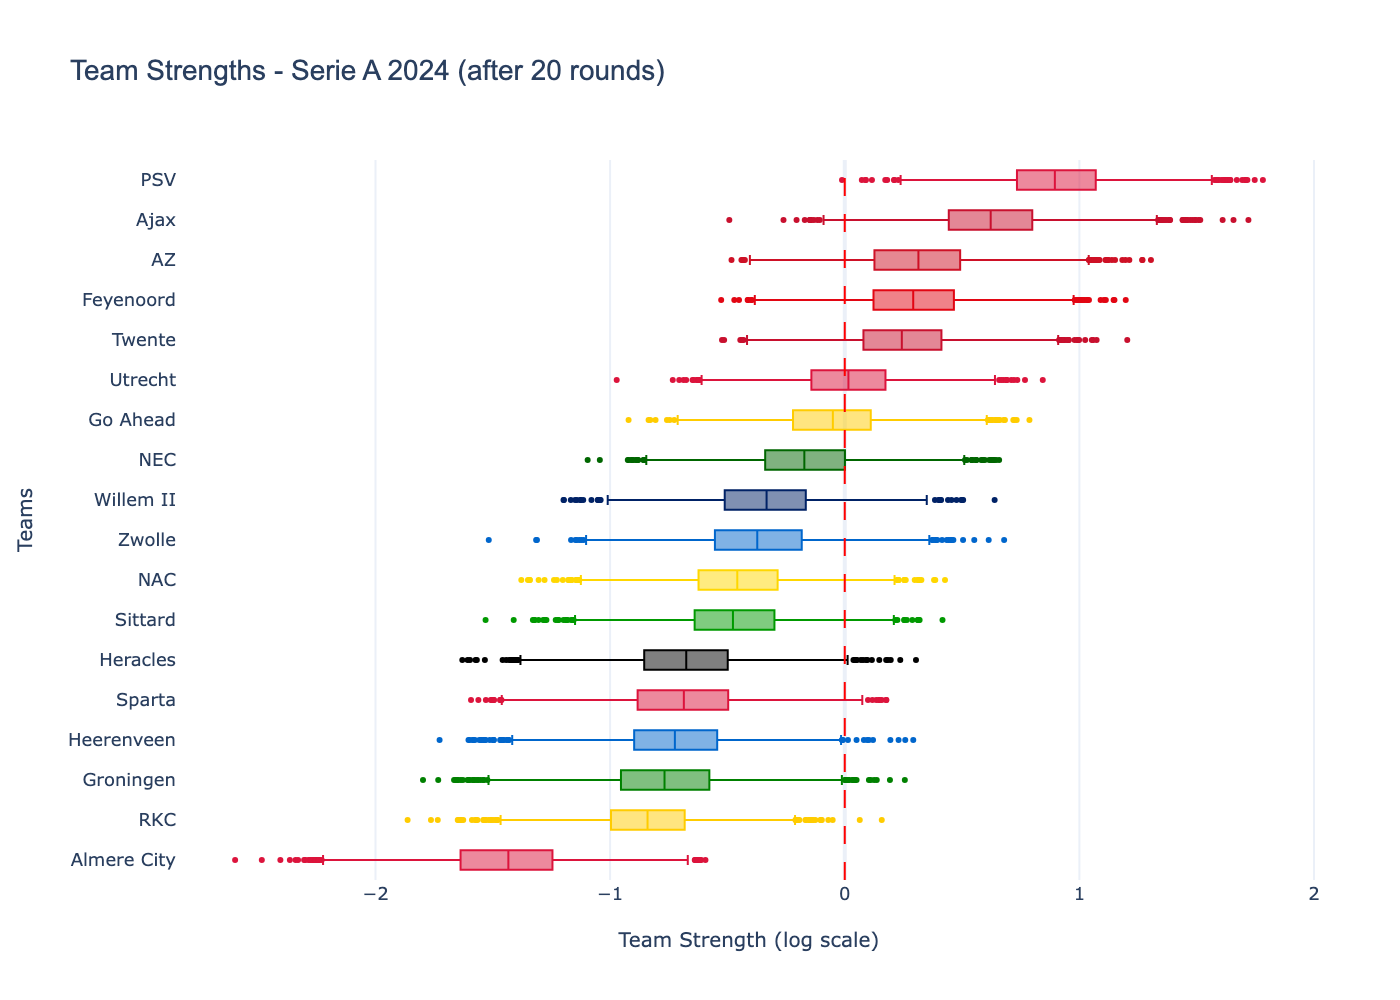 Team Strengths - Serie A 2024 (after 20 rounds)
Teams
PSV
Ajax
AZ
Feyenoord
Twente
Utrecht
Go Ahead
NEC
Willem II
Zwolle
NAC
Sittard
Heracles
Sparta
Heerenveen
Groningen
RKC
Almere City
−2 −1 0 1 2
Team Strength (log scale)